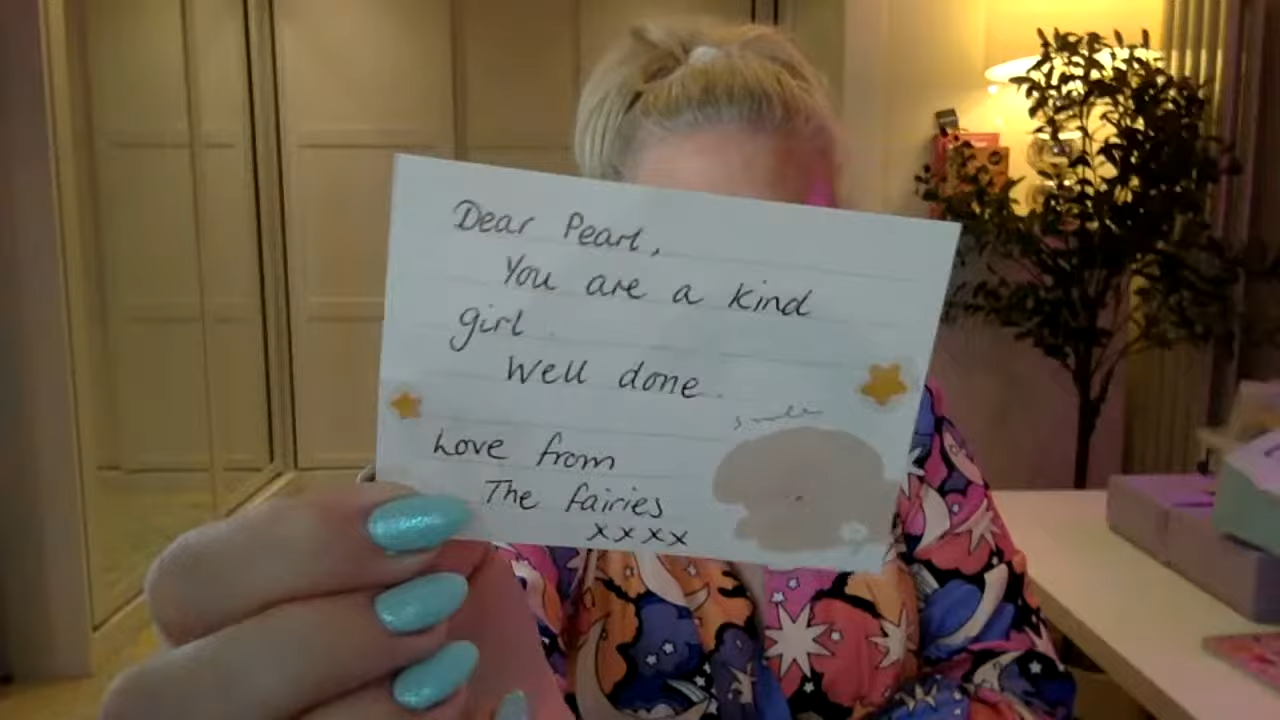 Dear Pearl,
You are a kind
girl.
Well done.
Love from
The fairies
xxxx